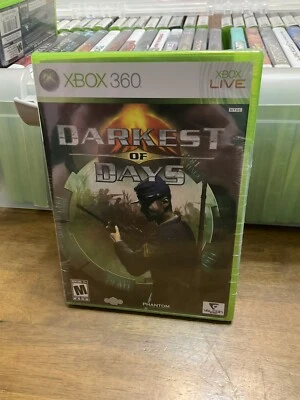 XBOX 360
XBOX
LIVE
DARKEST
OF
DAYS
M
PHANTOM